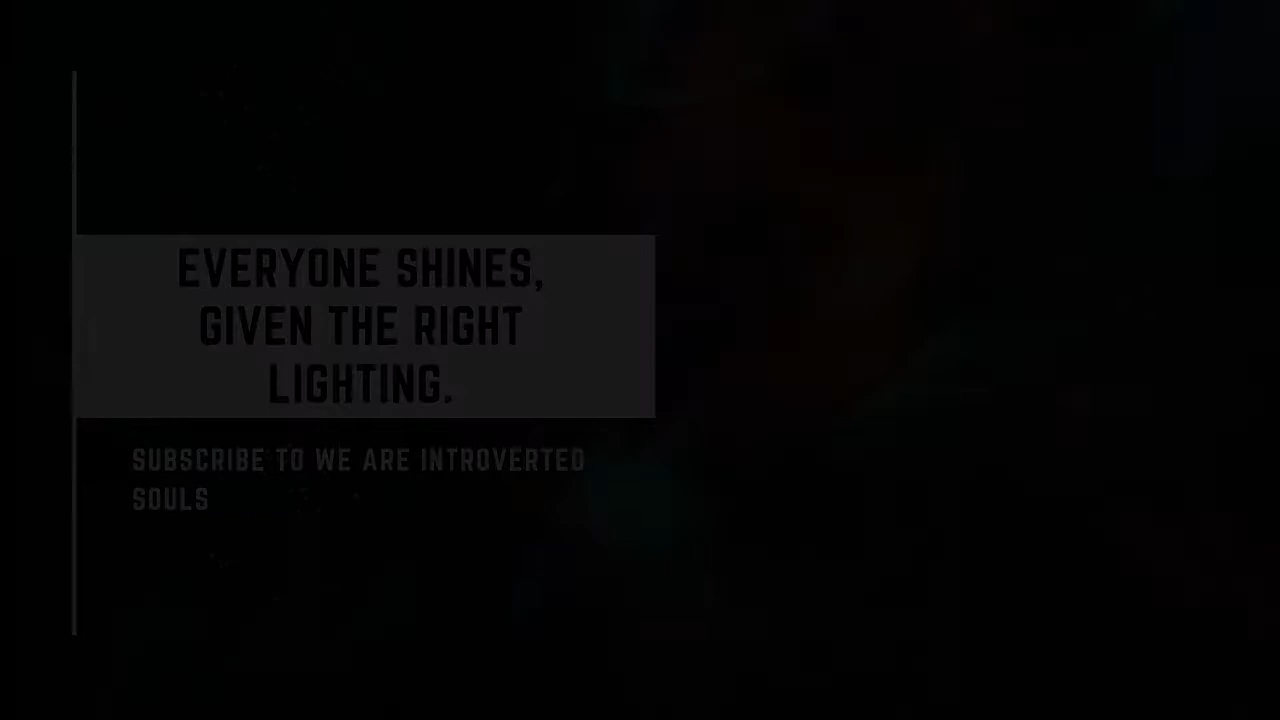 EVERYONE SHINES,
GIVEN THE RIGHT
LIGHTING.
SUBSCRIBE TO WE ARE INTROVERTED
SOULS